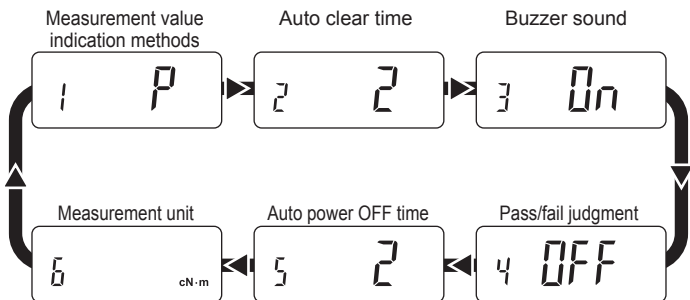 Measurement value
indication methods
Auto clear time
Buzzer sound
1 P
2 2
3 On
Measurement unit
Auto power OFF time
Pass/fail judgment
6 cN·m
5 2
4 OFF